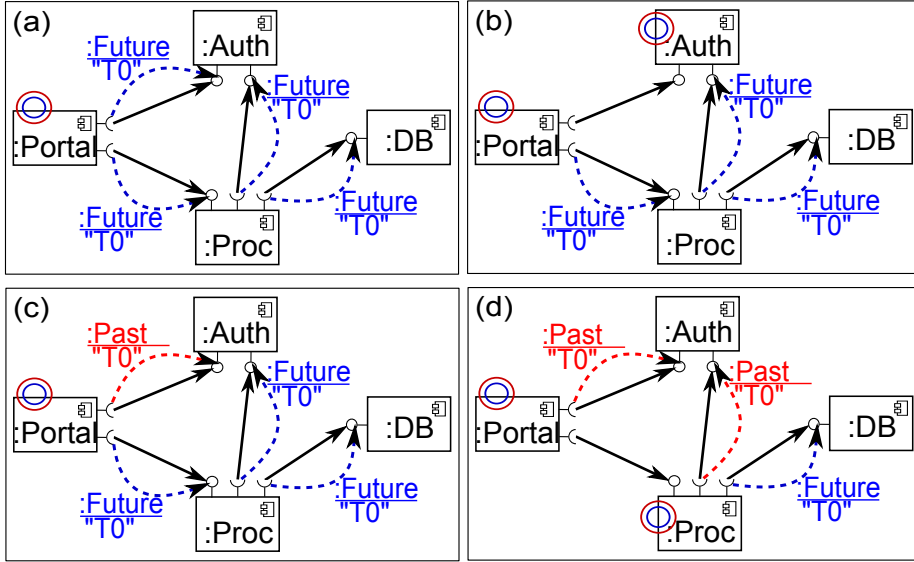 (a)
:Auth
:Future
"T0"
:Future
"T0"
:Portal
:DB
:Future
"T0"
:Future
"T0"
:Proc
(b)
:Auth
:Future
"T0"
:Portal
:DB
:Future
"T0"
:Future
"T0"
:Proc
(c)
:Auth
:Past
"T0"
:Future
"T0"
:Portal
:DB
:Future
"T0"
:Future
"T0"
:Proc
(d)
:Auth
:Past
"T0"
:Past
"T0"
:Portal
:DB
:Future
"T0"
:Proc